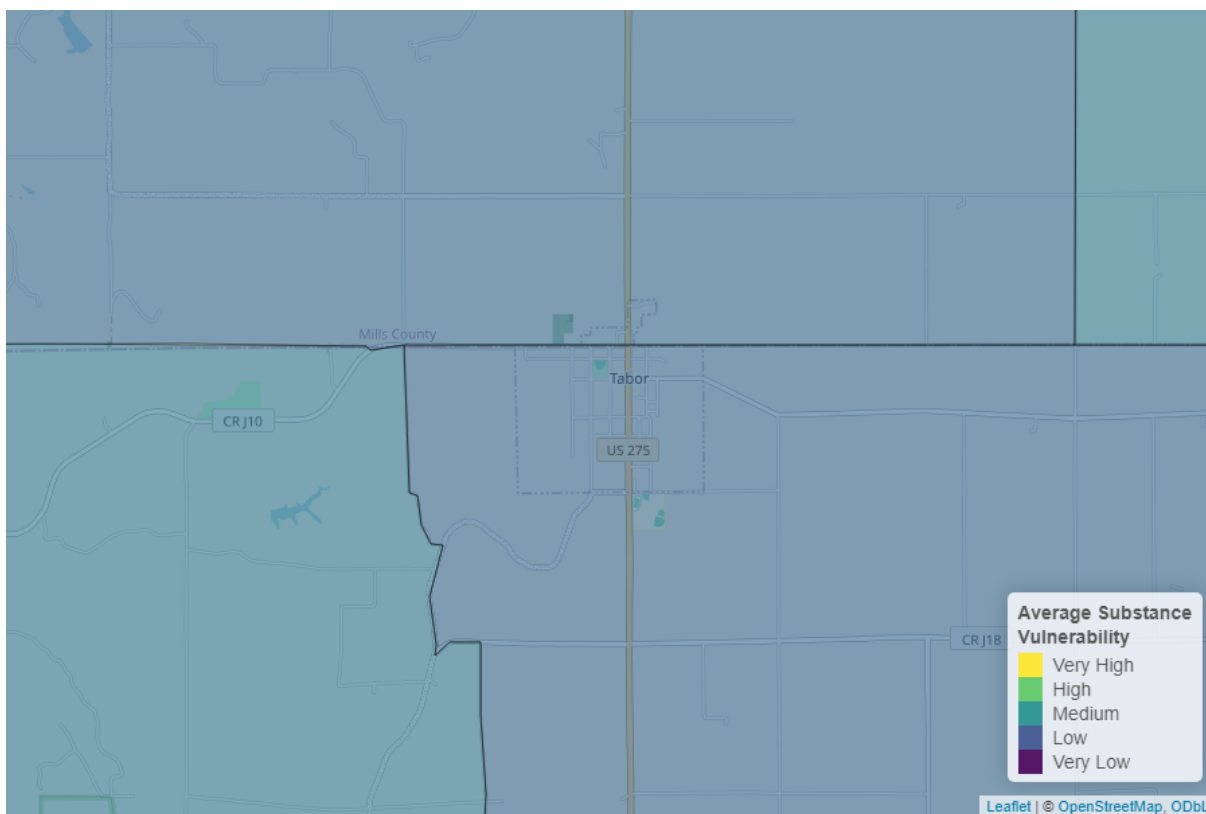 Mills County
Tabor
CR J10
US 275
CR J18
Average Substance
Vulnerability
Very High
High
Medium
Low
Very Low
Leaflet | © OpenStreetMap, ODbL